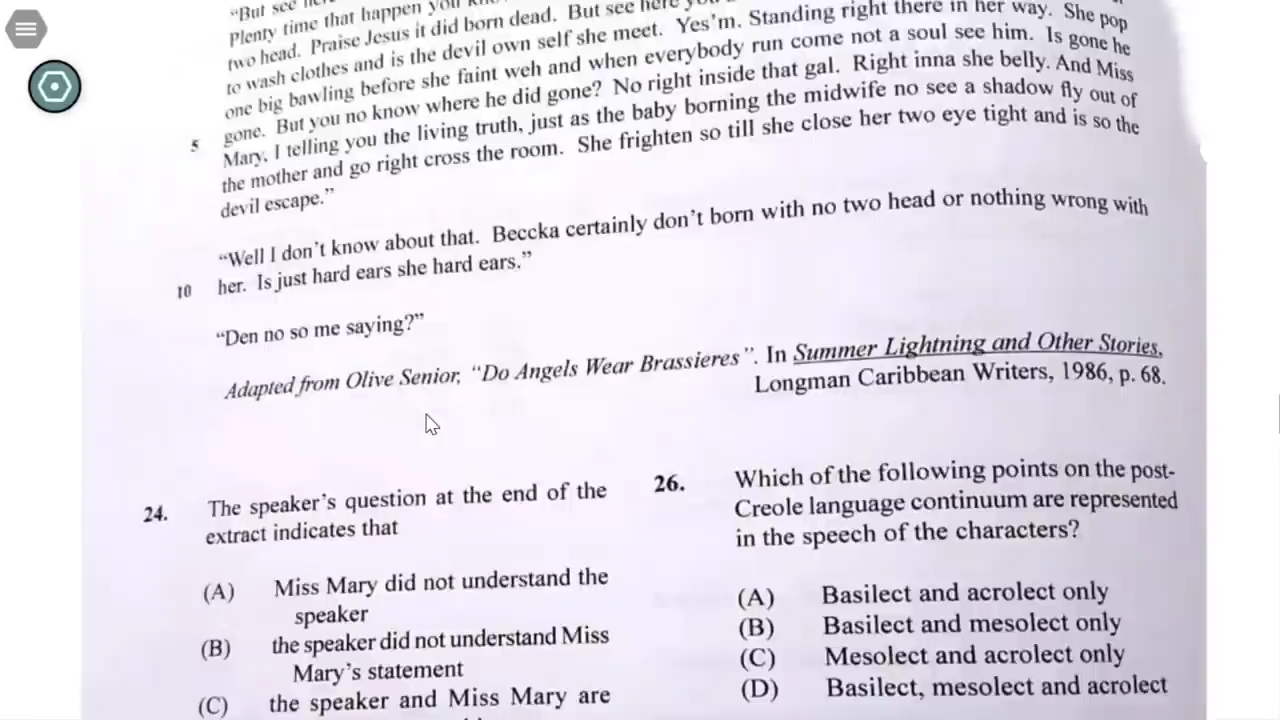 "But see
Plenty time that happen you
two head. Praise Jesus it did born dead. But see here
to wash clothes and is the devil own self she meet. Yes'm. Standing right there in her way. She pop
one big bawling before she faint weh and when everybody run come not a soul see him. Is gone he
5 gone. But you no know where he did gone? No right inside that gal. Right inna she belly. And Miss
Mary, I telling you the living truth, just as the baby borning the midwife no see a shadow fly out of
the mother and go right cross the room. She frighten so till she close her two eye tight and is so the
devil escape."
"Well I don't know about that. Beccka certainly don't born with no two head or nothing wrong with
10 her. Is just hard ears she hard ears."
"Den no so me saying?"
Adapted from Olive Senior, "Do Angels Wear Brassieres". In Summer Lightning and Other Stories,
Longman Caribbean Writers, 1986, p. 68.
24. The speaker's question at the end of the
extract indicates that
(A) Miss Mary did not understand the
speaker
(B) the speaker did not understand Miss
Mary's statement
(C) the speaker and Miss Mary are
26. Which of the following points on the post-
Creole language continuum are represented
in the speech of the characters?
(A) Basilect and acrolect only
(B) Basilect and mesolect only
(C) Mesolect and acrolect only
(D) Basilect, mesolect and acrolect